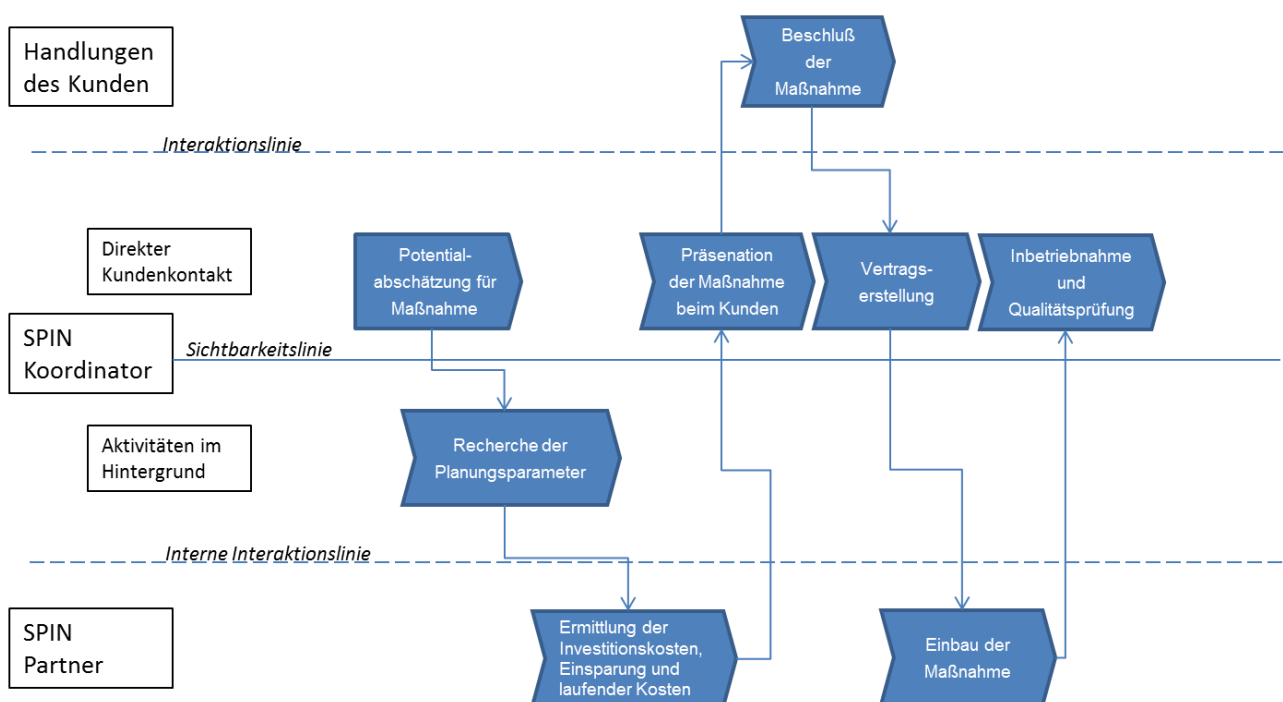 Handlungen
des Kunden
Beschluß
der
Maßnahme
Interaktionslinie
Direkter
Kundenkontakt
Potential-
abschätzung für
Maßnahme
Präsenation
der Maßnahme
beim Kunden
Vertrags-
erstellung
Inbetriebnahme
und
Qualitätsprüfung
SPIN
Koordinator
Sichtbarkeitslinie
Aktivitäten im
Hintergrund
Recherche der
Planungsparameter
Interne Interaktionslinie
SPIN
Partner
Ermittlung der
Investitionskosten,
Einsparung und
laufender Kosten
Einbau der
Maßnahme